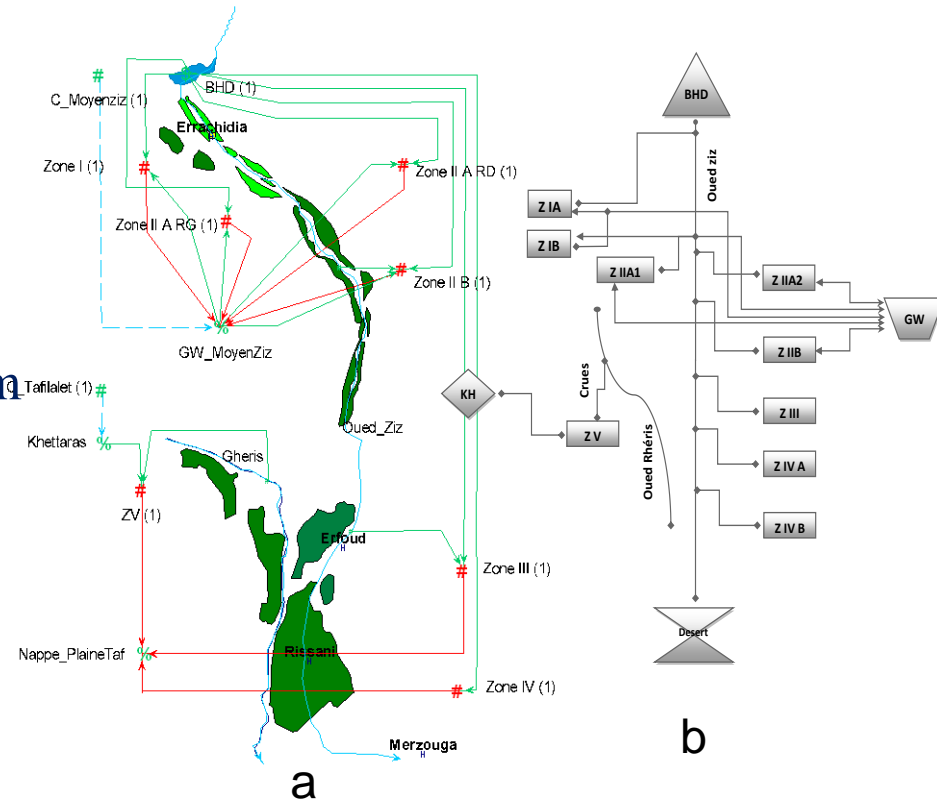 BHD (1)
C_Moyenziz (1)
Errachidia
H
Zone I (1)
Zone II A RD (1)
Zone II A RG (1)
Zone II B (1)
GW_MoyenZiz
Tafilalet (1)
Khettaras
Oued_Ziz
Gheris
ZV (1)
Erfoud
H
Zone III (1)
Nappe_PlaineTaf
Rissani
H
Zone IV (1)
Merzouga
H
a
BHD
Oued ziz
Z IA
Z IB
Z IIA1
Z IIA2
GW
Z IIB
KH
Crues
Z V
Oued Rhéris
Z III
Z IV A
Z IV B
Desert
b